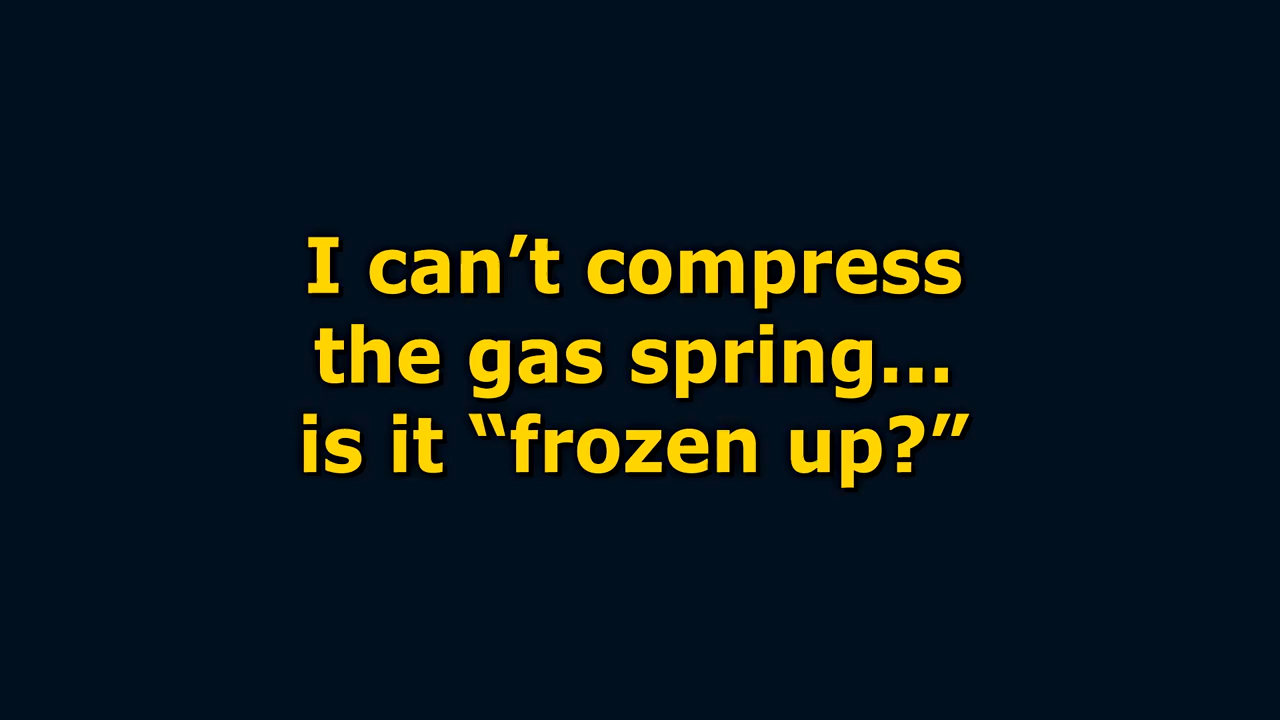 I can’t compress
the gas spring...
is it “frozen up?”